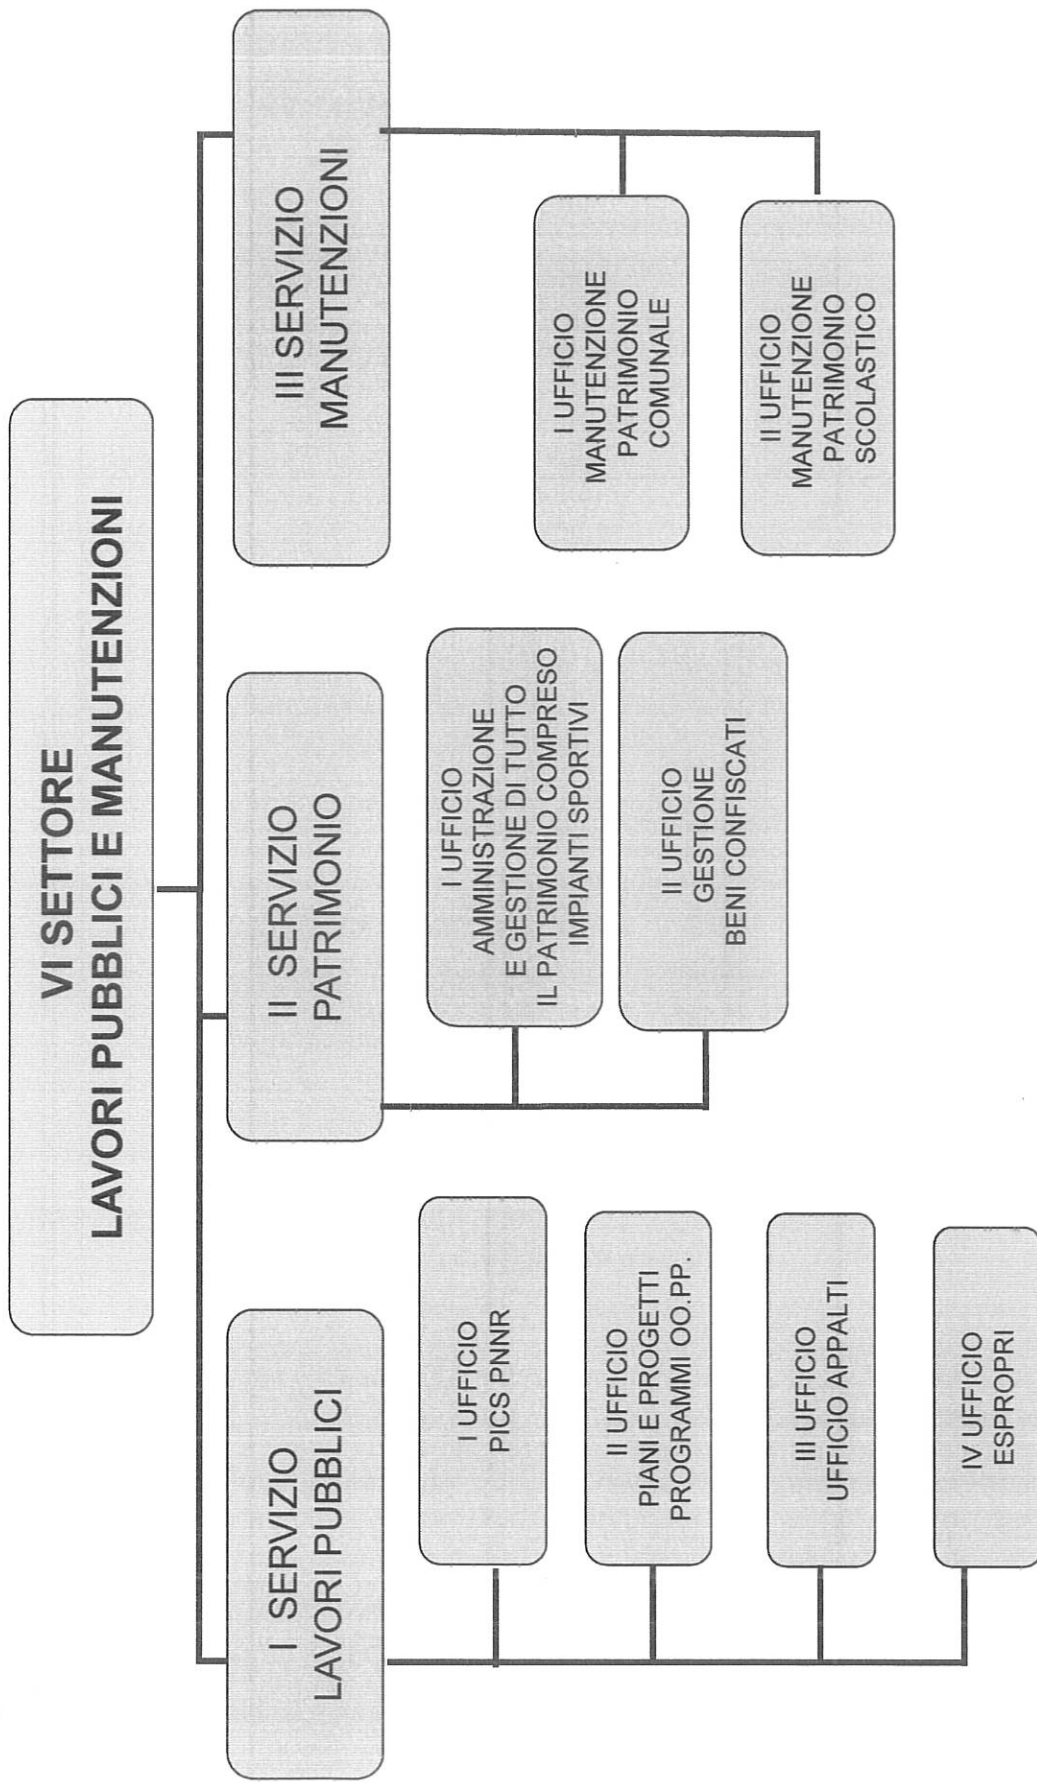 VI SETTORE
LAVORI PUBBLICI E MANUTENZIONI
I SERVIZIO
LAVORI PUBBLICI
I UFFICIO
PICS PNNR
II UFFICIO
PIANI E PROGETTI
PROGRAMMI OO.PP.
III UFFICIO
UFFICIO APPALTI
IV UFFICIO
ESPROPRI
II SERVIZIO
PATRIMONIO
I UFFICIO
AMMINISTRAZIONE
E GESTIONE DI TUTTO
IL PATRIMONIO COMPRESO
IMPIANTI SPORTIVI
II UFFICIO
GESTIONE
BENI CONFISCATI
III SERVIZIO
MANUTENZIONI
I UFFICIO
MANUTENZIONE
PATRIMONIO
COMUNALE
II UFFICIO
MANUTENZIONE
PATRIMONIO
SCOLASTICO